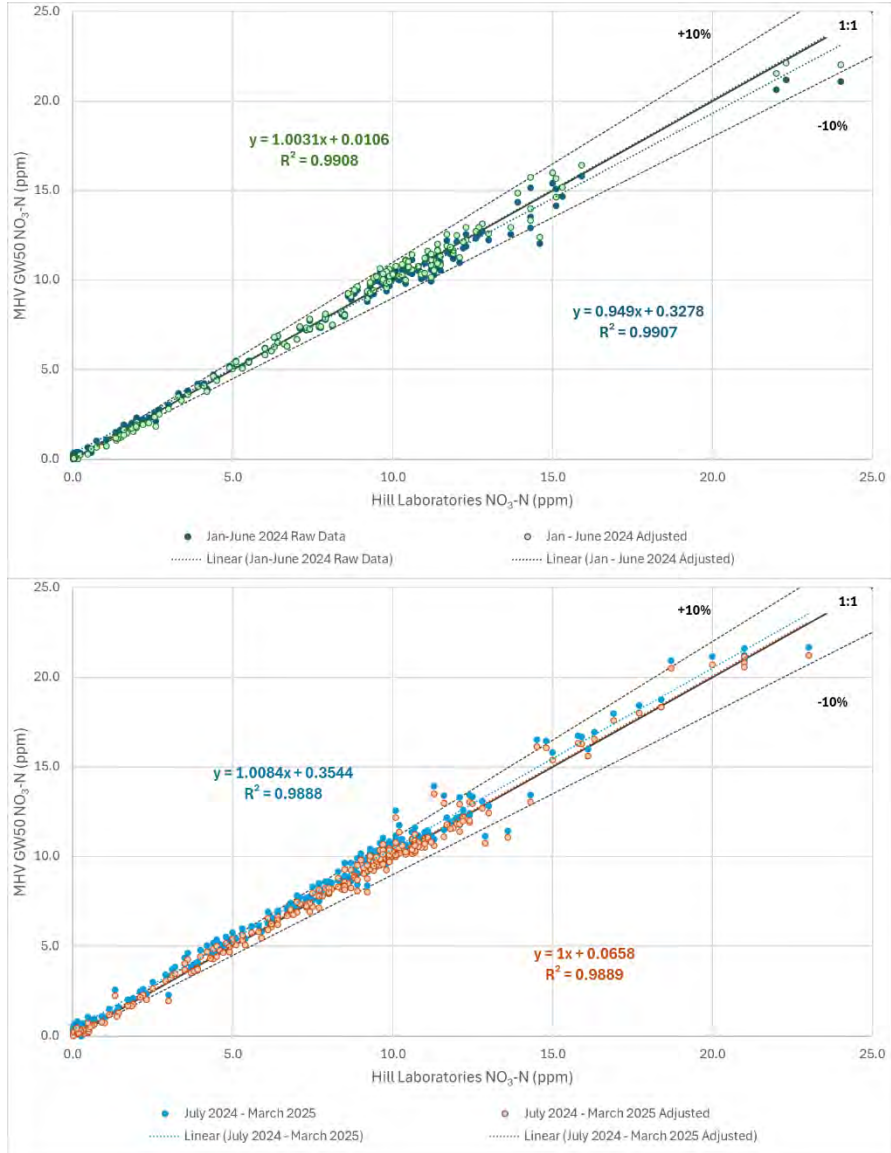 25.0
20.0
15.0
10.0
5.0
0.0
MHV GW50 NO₃-N (ppm)
+10%
1:1
-10%
y = 1.0031x + 0.0106
R² = 0.9908
y = 0.949x + 0.3278
R² = 0.9907
0.0 5.0 10.0 15.0 20.0 25.0
Hill Laboratories NO₃-N (ppm)
Jan-June 2024 Raw Data
Jan - June 2024 Adjusted
Linear (Jan-June 2024 Raw Data)
Linear (Jan - June 2024 Adjusted)
25.0
20.0
15.0
10.0
5.0
0.0
MHV GW50 NO₃-N (ppm)
+10%
1:1
-10%
y = 1.0084x + 0.3544
R² = 0.9888
y = 1x + 0.0658
R² = 0.9889
0.0 5.0 10.0 15.0 20.0 25.0
Hill Laboratories NO₃-N (ppm)
July 2024 - March 2025
July 2024 - March 2025 Adjusted
Linear (July 2024 - March 2025)
Linear (July 2024 - March 2025 Adjusted)